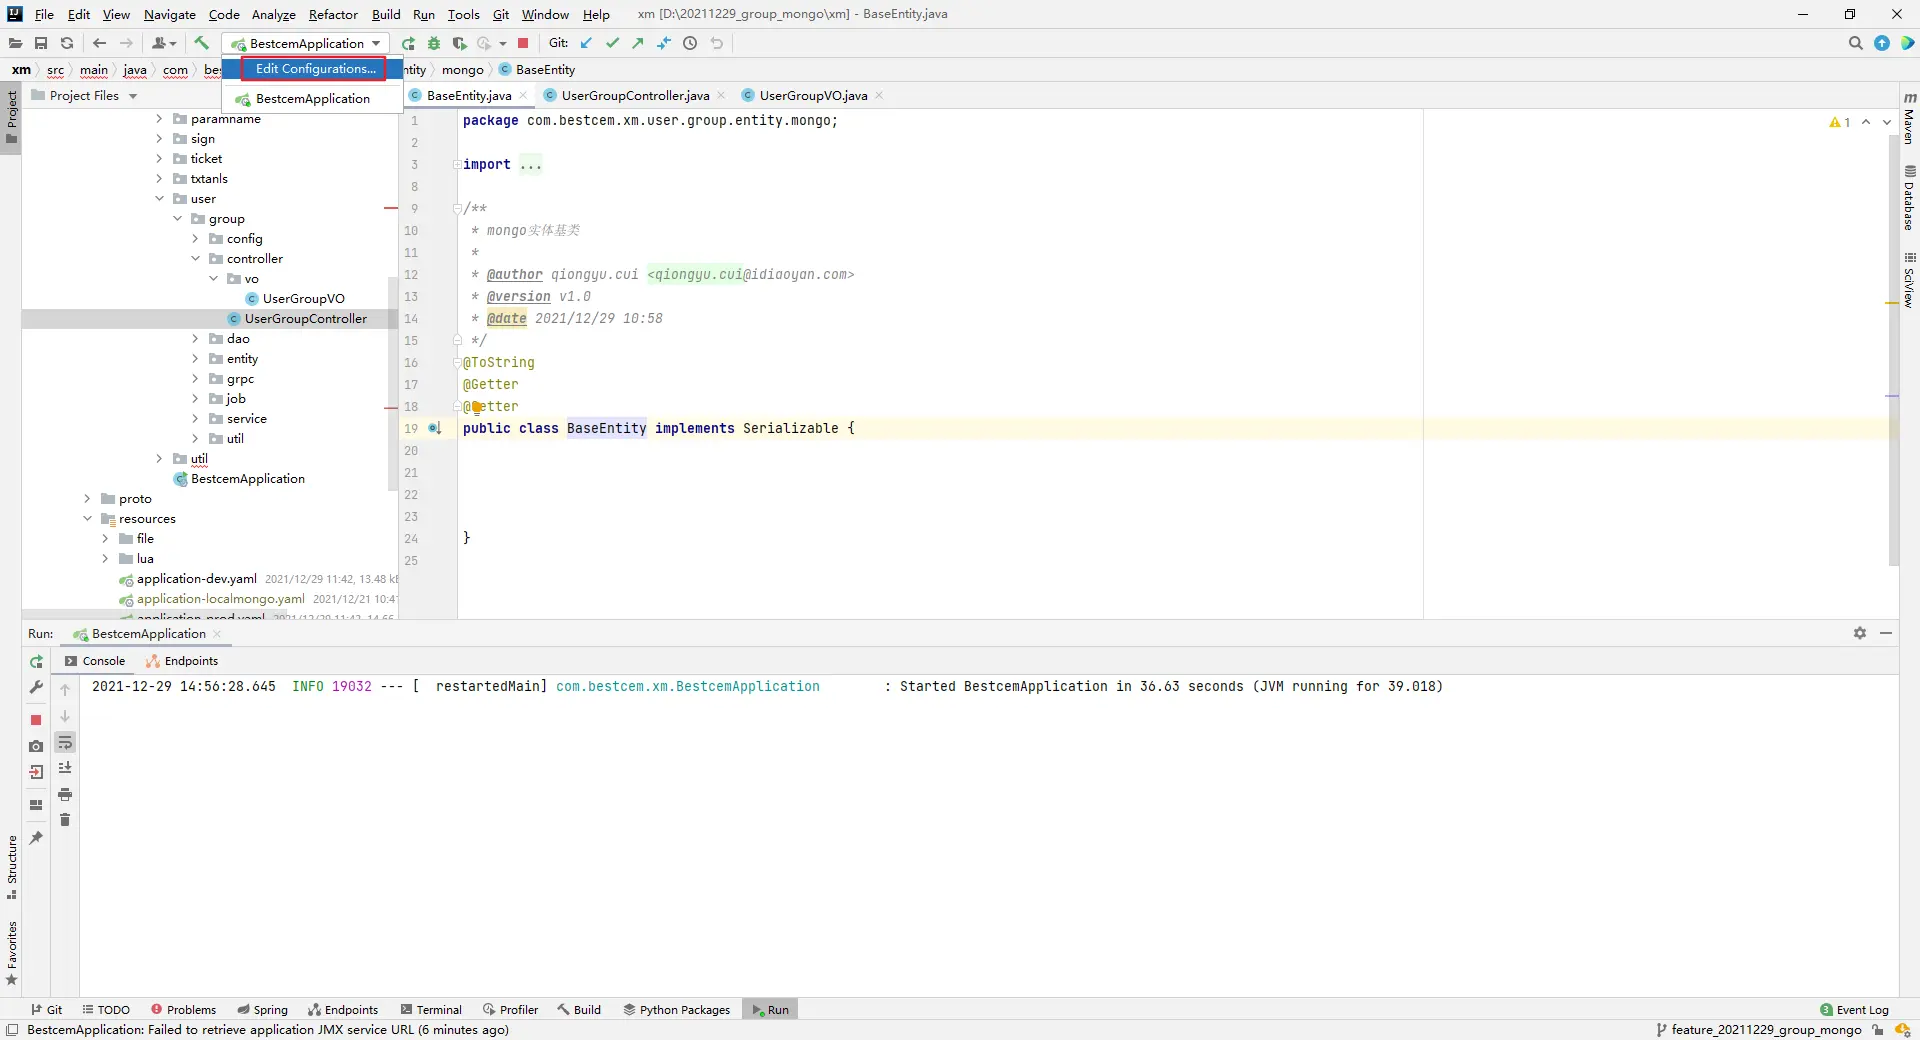 File Edit View Navigate Code Analyze Refactor Build Run Tools Git Window Help xm [D:\20211229_group_mongo\xm] - BaseEntity.java
BestcemApplication Git:
xm src main java com bes ntity mongo BaseEntity
Edit Configurations...
BestcemApplication
Project Files
BaseEntity.java UserGroupController.java UserGroupVO.java
Project
Structure
Favorites
Maven
Database
SciView
paramname
sign
ticket
txtanls
user
group
config
controller
vo
UserGroupVO
UserGroupController
dao
entity
grpc
job
service
util
util
BestcemApplication
proto
resources
file
lua
application-dev.yaml 2021/12/29 11:42, 13.48 kB
application-localmongo.yaml 2021/12/21 10:41
application-prod.yaml 2021/12/29 11:42, 14.66
1 package com.bestcem.xm.user.group.entity.mongo;
2
3 import ...
8
9 /**
10 * mongo实体基类
11 *
12 * @author qiongyu.cui <qiongyu.cui@idiaoyan.com>
13 * @version v1.0
14 * @date 2021/12/29 10:58
15 */
16 @ToString
17 @Getter
18 @Setter
19 public class BaseEntity implements Serializable {
20
21
22
23
24 }
25
1
Run: BestcemApplication
Console Endpoints
2021-12-29 14:56:28.645 INFO 19032 --- [ restartedMain] com.bestcem.xm.BestcemApplication : Started BestcemApplication in 36.63 seconds (JVM running for 39.018)
Git TODO Problems Spring Endpoints Terminal Profiler Build Python Packages Run 3 Event Log
BestcemApplication: Failed to retrieve application JMX service URL (6 minutes ago) feature_20211229_group_mongo